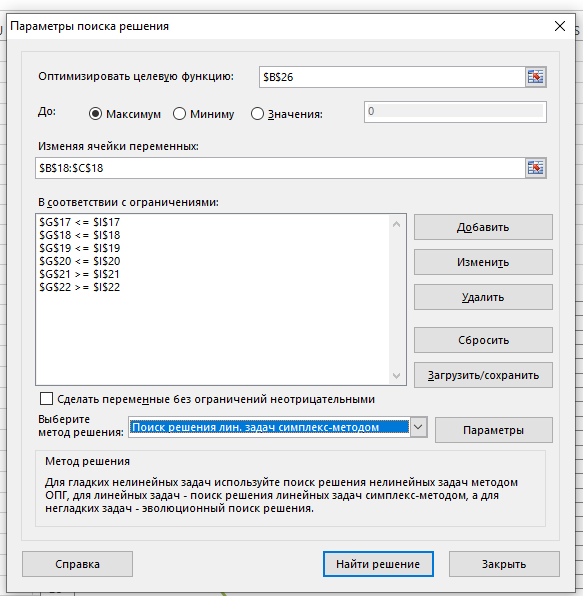 Параметры поиска решения
Оптимизировать целевую функцию:
$B$26
До:
Максимум
Миниму
Значения:
0
Изменяя ячейки переменных:
$B$18:$C$18
В соответствии с ограничениями:
$G$17 <= $I$17
$G$18 <= $I$18
$G$19 <= $I$19
$G$20 <= $I$20
$G$21 >= $I$21
$G$22 >= $I$22
Добавить
Изменить
Удалить
Сбросить
Загрузить/сохранить
Сделать переменные без ограничений неотрицательными
Выберите
метод решения:
Поиск решения лин. задач симплекс-методом
Параметры
Метод решения
Для гладких нелинейных задач используйте поиск решения нелинейных задач методом
ОПГ, для линейных задач - поиск решения линейных задач симплекс-методом, а для
негладких задач - эволюционный поиск решения.
Справка
Найти решение
Закрыть